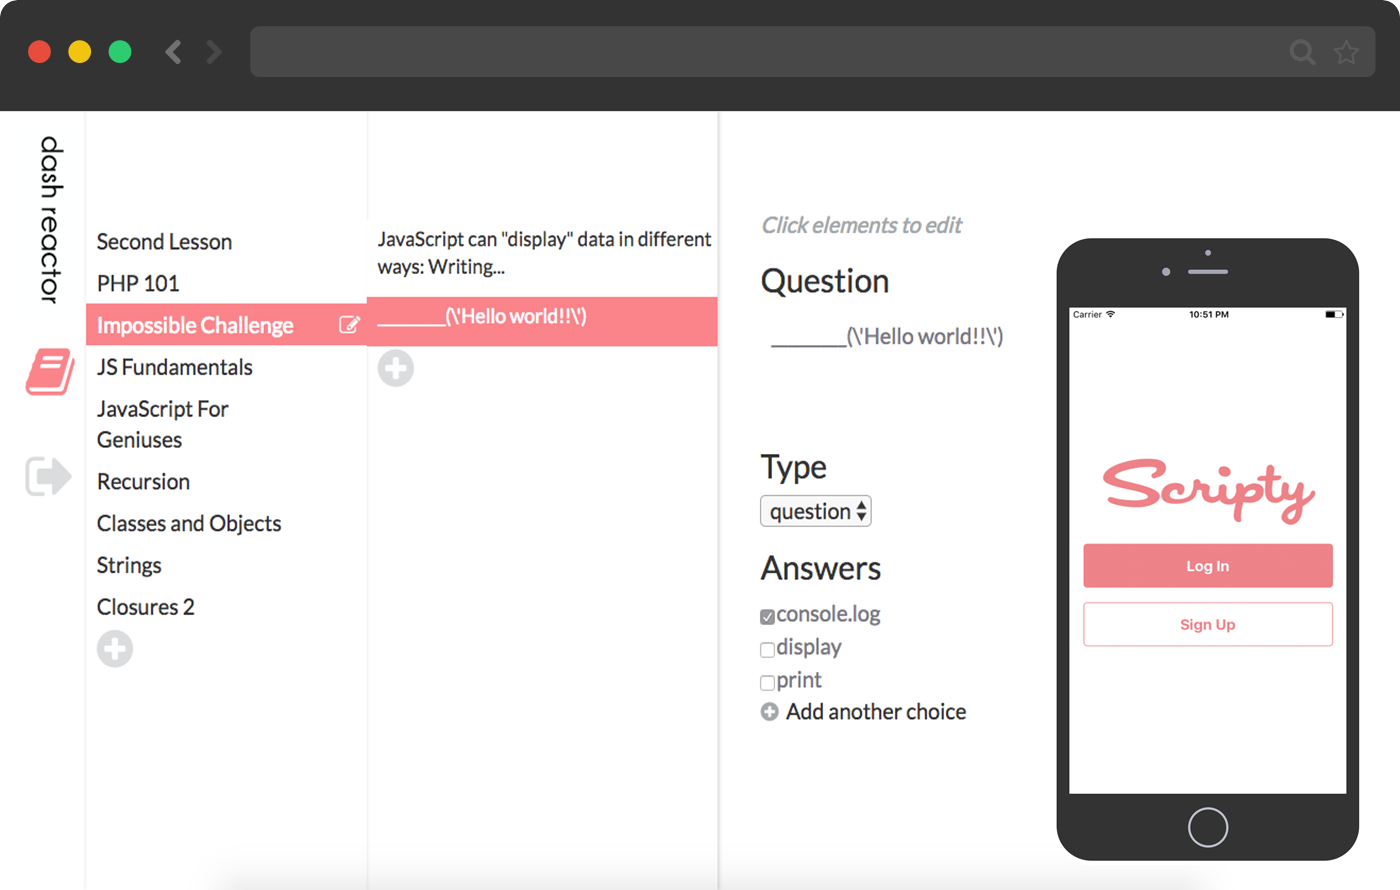 dash reactor
Second Lesson
PHP 101
Impossible Challenge
JS Fundamentals
JavaScript For
Geniuses
Recursion
Classes and Objects
Strings
Closures 2
JavaScript can "display" data in different
ways: Writing...
_______(\'Hello world!!\')
Click elements to edit
Question
_______(\'Hello world!!\')
Type
question
Answers
console.log
display
print
Add another choice
Carrier 10:51 PM
Scripty
Log In
Sign Up